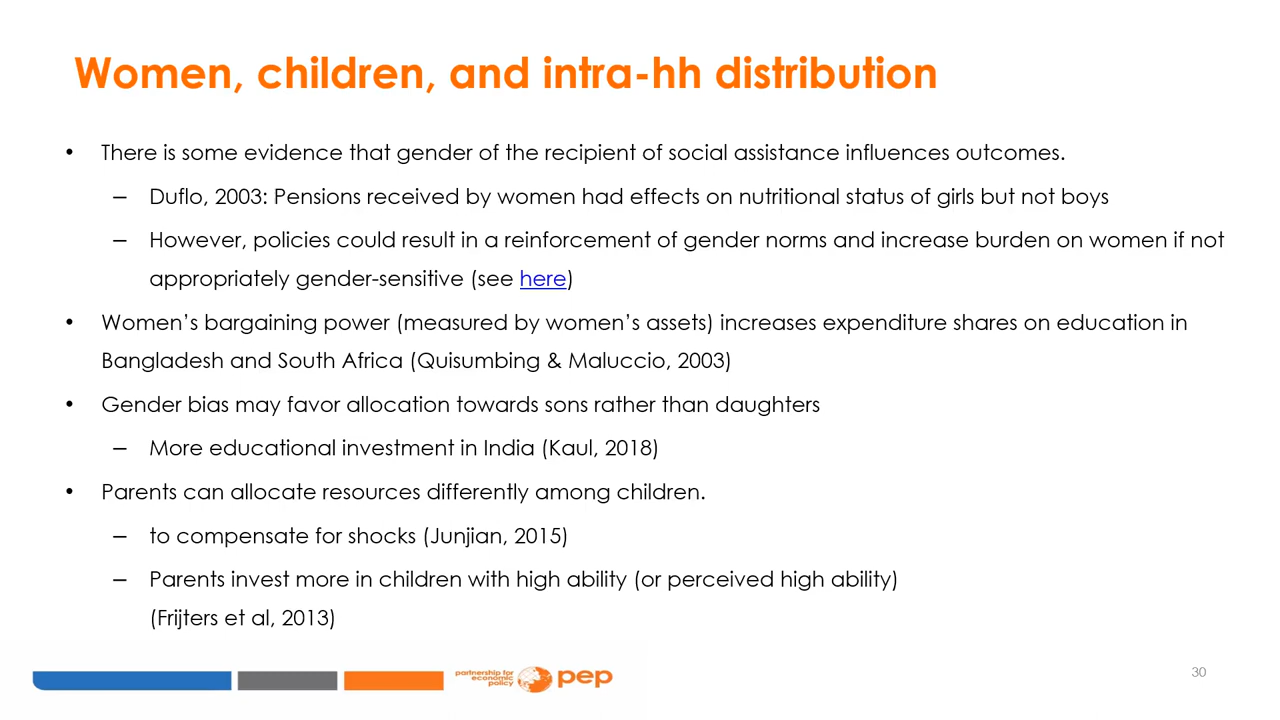 Women, children, and intra-hh distribution
• There is some evidence that gender of the recipient of social assistance influences outcomes.
– Duflo, 2003: Pensions received by women had effects on nutritional status of girls but not boys
– However, policies could result in a reinforcement of gender norms and increase burden on women if not
appropriately gender-sensitive (see here)
• Women’s bargaining power (measured by women’s assets) increases expenditure shares on education in
Bangladesh and South Africa (Quisumbing & Maluccio, 2003)
• Gender bias may favor allocation towards sons rather than daughters
– More educational investment in India (Kaul, 2018)
• Parents can allocate resources differently among children.
– to compensate for shocks (Junjian, 2015)
– Parents invest more in children with high ability (or perceived high ability)
(Frijters et al, 2013)
partnership for
economic
policy
pep
30